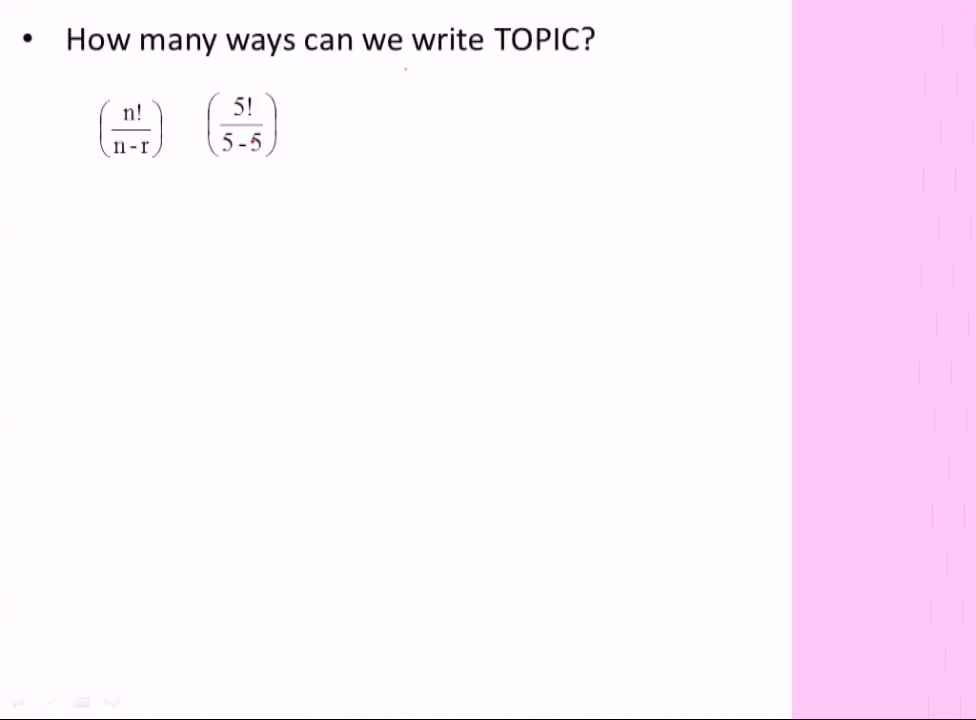 • How many ways can we write TOPIC?
(n!/n-r) (5!/5-5)